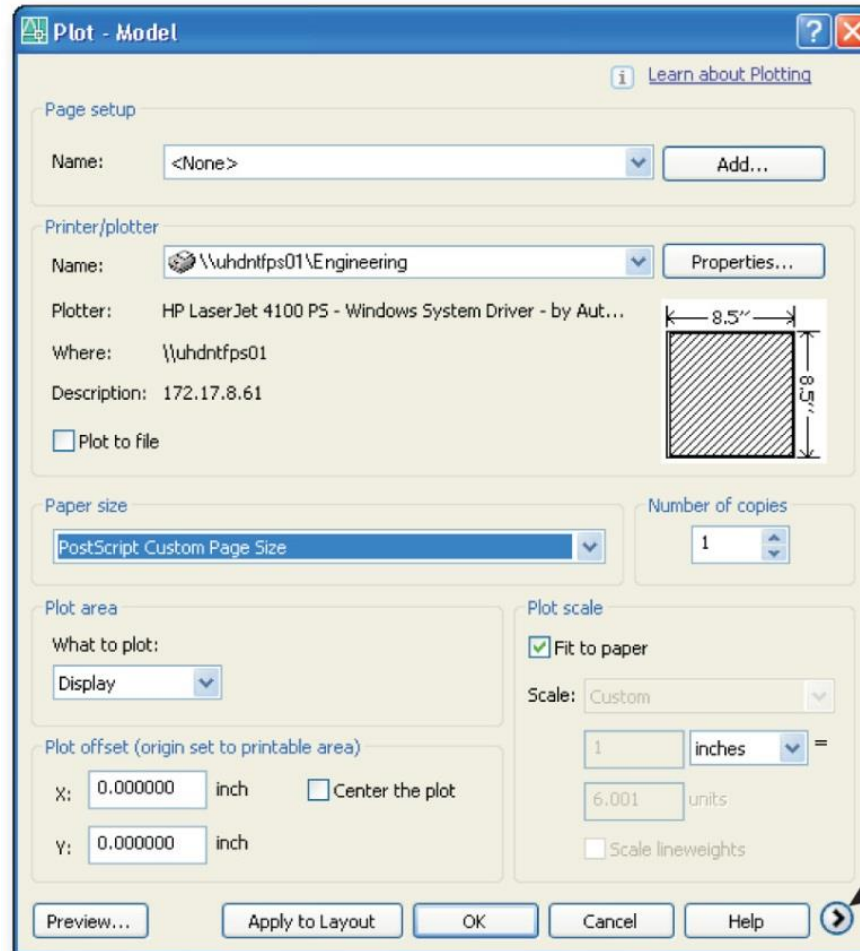 Plot - Model
Learn about Plotting
Page setup
Name: <None> Add...
Printer/plotter
Name: \\uhdntfps01\Engineering Properties...
Plotter: HP LaserJet 4100 PS - Windows System Driver - by Aut...
Where: \\uhdntfps01
Description: 172.17.8.61
Plot to file
8.5″
8.5″
Paper size
PostScript Custom Page Size
Number of copies
1
Plot area
What to plot:
Display
Plot offset (origin set to printable area)
X: 0.000000 inch Center the plot
Y: 0.000000 inch
Plot scale
Fit to paper
Scale: Custom
1 inches =
6.001 units
Scale lineweights
Preview... Apply to Layout OK Cancel Help